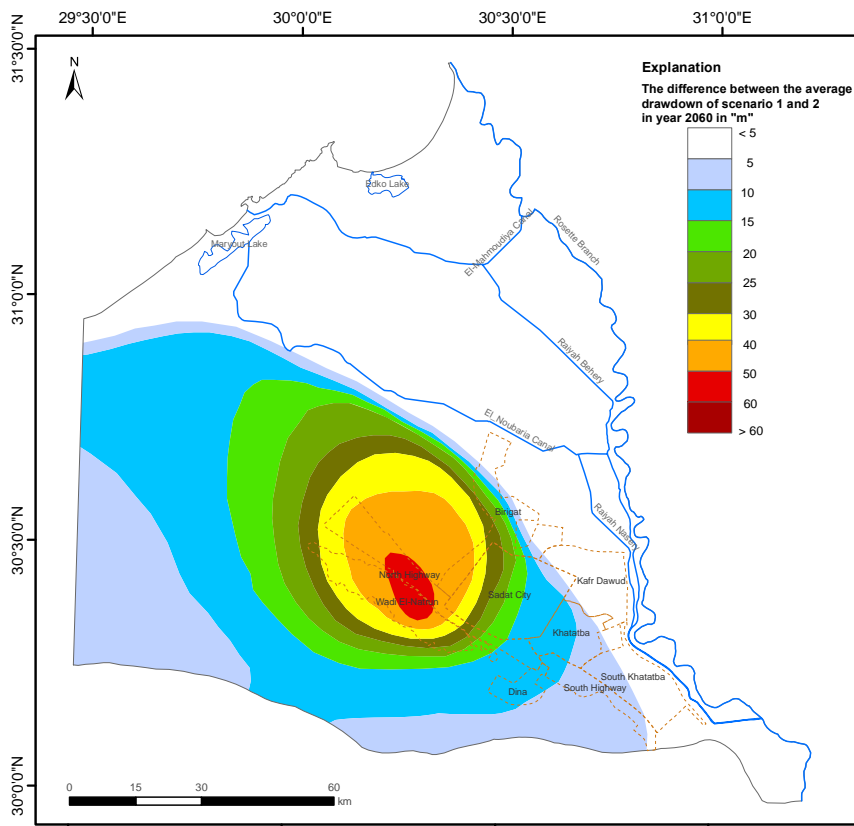 29°30'0"E
30°0'0"E
30°30'0"E
31°0'0"E
31°30'0"N
31°0'0"N
30°30'0"N
30°0'0"N
N
Explanation
The difference between the average
drawdown of scenario 1 and 2
in year 2060 in "m"
< 5
5
10
15
20
25
30
40
50
60
> 60
Edko Lake
Maryout Lake
El-Mahmoudiya Canal
Rosette Branch
Raiyah Behery
El_Noubaria Canal
Raiyah Nasery
Birigat
North Highway
Kafr Dawud
Wadi El-Natrun
Sadat City
Khatatba
South Khatatba
South Highway
Dina
0
15
30
60
km